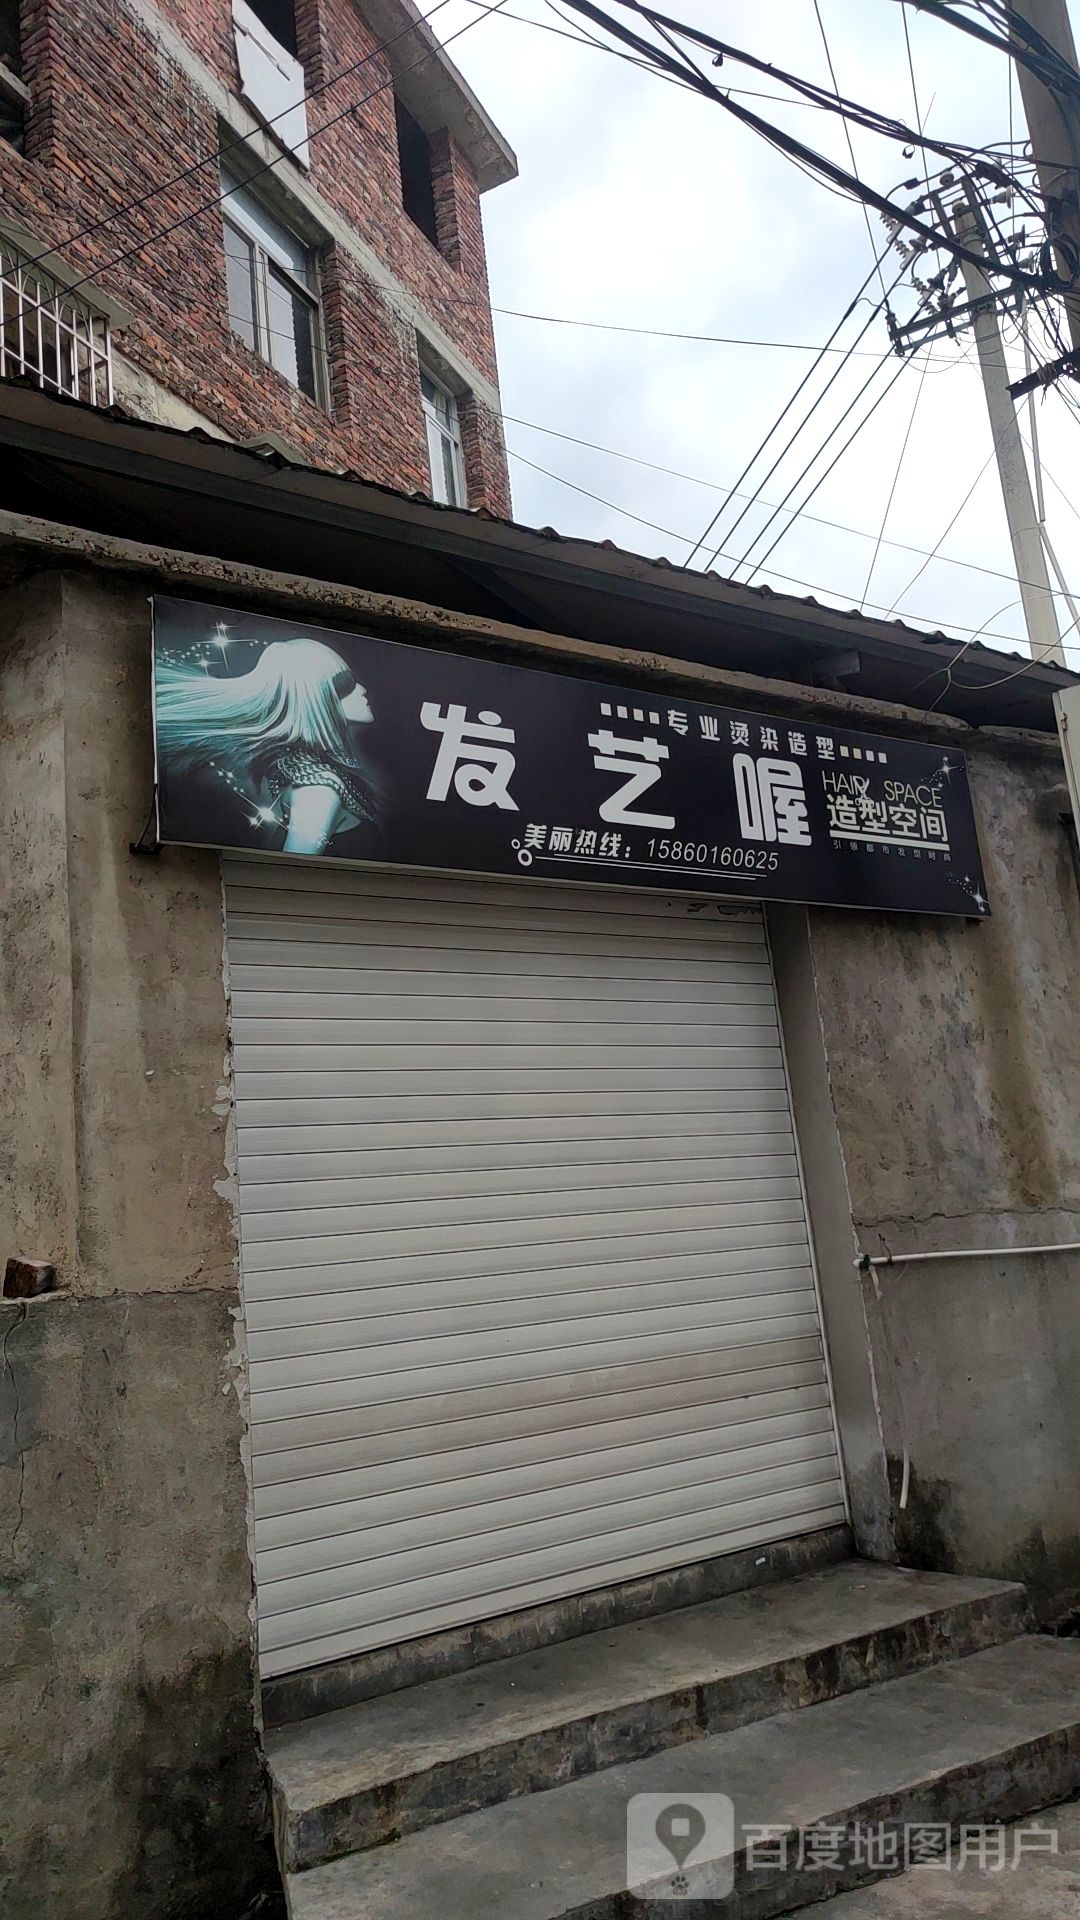 专业烫染造型
发艺喔
HAIR SPACE
造型空间
引领都市发型时尚
美丽热线：15860160625
百度地图用户